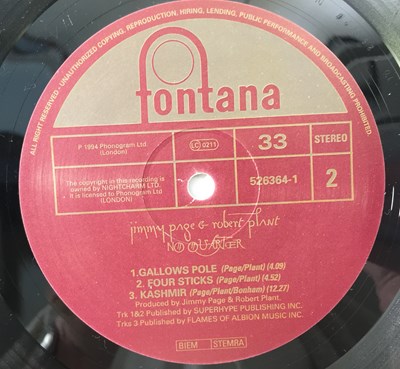 ALL RIGHTS RESERVED - UNAUTHORIZED COPYING, REPRODUCTION, HIRING, LENDING, PUBLIC PERFORMANCE AND BROADCASTING PROHIBITED
fontana
P 1994 Phonogram Ltd
(London)
LC 0211
33
STEREO
The copyright in this recording is
owned by NIGHTCHARM LTD.
It is licensed to Phonogram Ltd
(LONDON)
526364-1
2
jimmy page & robert plant
NO QUARTER
1.GALLOWS POLE (Page/Plant) (4.09)
2. FOUR STICKS (Page/Plant) (4.52)
3. KASHMIR (Page/Plant/Bonham) (12.27)
Produced by Jimmy Page & Robert Plant.
Trk 1&2 Published by SUPERHYPE PUBLISHING INC.
Trks 3 Published by FLAMES OF ALBION MUSIC INC.
BIEM STEMRA